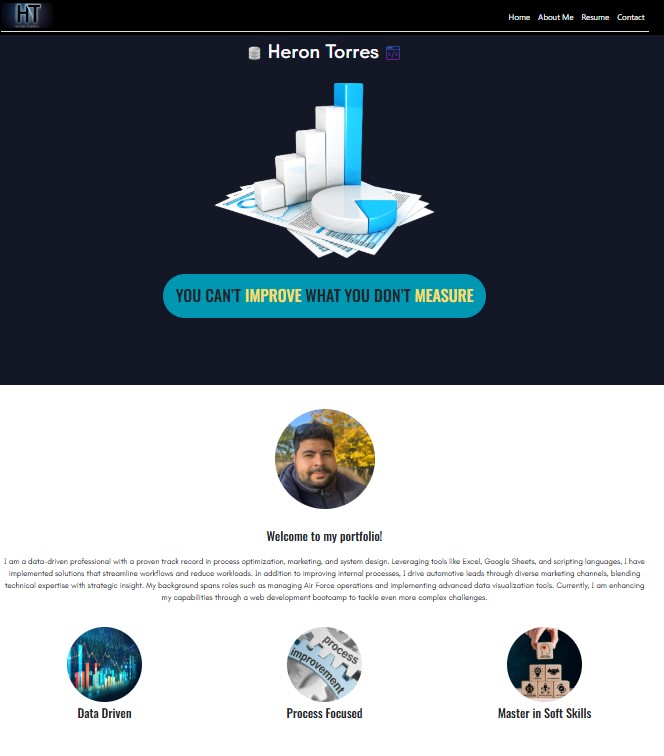 HT
Home About Me Resume Contact
Heron Torres
YOU CAN'T IMPROVE WHAT YOU DON'T MEASURE
Welcome to my portfolio!
I am a data-driven professional with a proven track record in process optimization, marketing, and system design. Leveraging tools like Excel, Google Sheets, and scripting languages, I have
implemented solutions that streamline workflows and reduce workloads. In addition to improving internal processes, I drive automotive leads through diverse marketing channels, blending
technical expertise with strategic insight. My background spans roles such as managing Air Force operations and implementing advanced data visualization tools. Currently, I am enhancing
my capabilities through a web development bootcamp to tackle even more complex challenges.
process
improvement
Data Driven Process Focused Master in Soft Skills